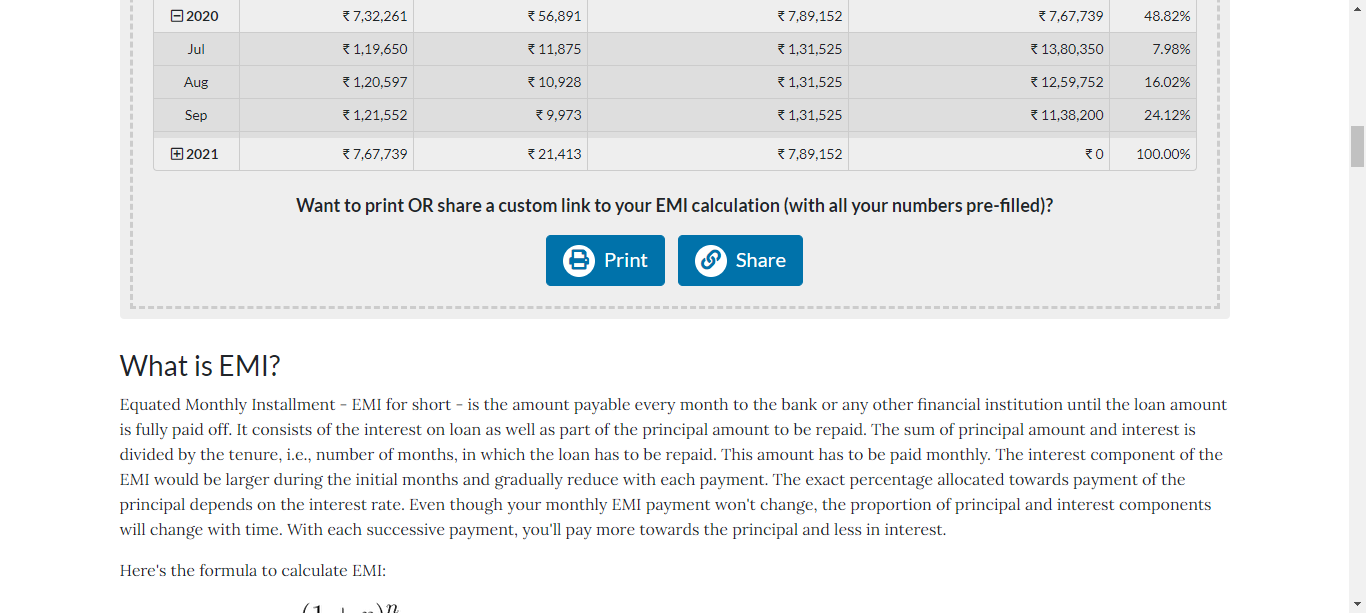 2020 ₹ 7,32,261 ₹ 56,891 ₹ 7,89,152 ₹ 7,67,739 48.82%
Jul ₹ 1,19,650 ₹ 11,875 ₹ 1,31,525 ₹ 13,80,350 7.98%
Aug ₹ 1,20,597 ₹ 10,928 ₹ 1,31,525 ₹ 12,59,752 16.02%
Sep ₹ 1,21,552 ₹ 9,973 ₹ 1,31,525 ₹ 11,38,200 24.12%
2021 ₹ 7,67,739 ₹ 21,413 ₹ 7,89,152 ₹ 0 100.00%
Want to print OR share a custom link to your EMI calculation (with all your numbers pre-filled)?
Print Share
What is EMI?
Equated Monthly Installment - EMI for short - is the amount payable every month to the bank or any other financial institution until the loan amount
is fully paid off. It consists of the interest on loan as well as part of the principal amount to be repaid. The sum of principal amount and interest is
divided by the tenure, i.e., number of months, in which the loan has to be repaid. This amount has to be paid monthly. The interest component of the
EMI would be larger during the initial months and gradually reduce with each payment. The exact percentage allocated towards payment of the
principal depends on the interest rate. Even though your monthly EMI payment won't change, the proportion of principal and interest components
will change with time. With each successive payment, you'll pay more towards the principal and less in interest.
Here's the formula to calculate EMI: